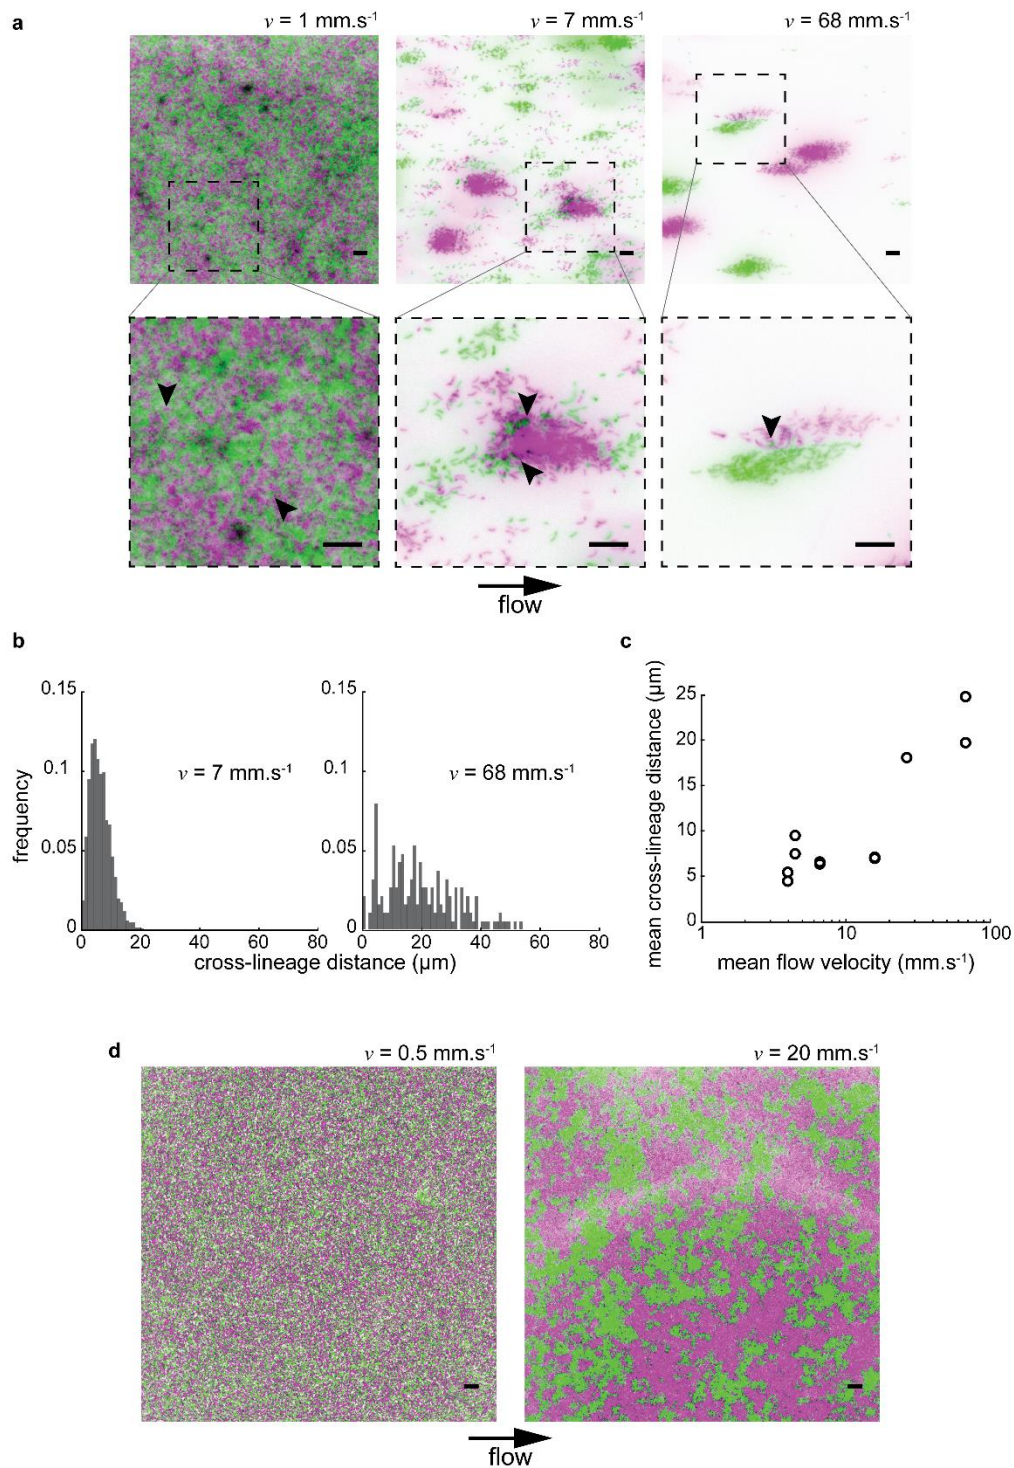 a
v = 1 mm.s⁻¹
v = 7 mm.s⁻¹
v = 68 mm.s⁻¹
flow
b
0.15
0.1
0.05
0
0 20 40 60 80
frequency
v = 7 mm.s⁻¹
0.15
0.1
0.05
0
0 20 40 60 80
v = 68 mm.s⁻¹
cross-lineage distance (µm)
c
mean cross-lineage distance (µm)
25
20
15
10
5
0
1 10 100
mean flow velocity (mm.s⁻¹)
d
v = 0.5 mm.s⁻¹
v = 20 mm.s⁻¹
flow